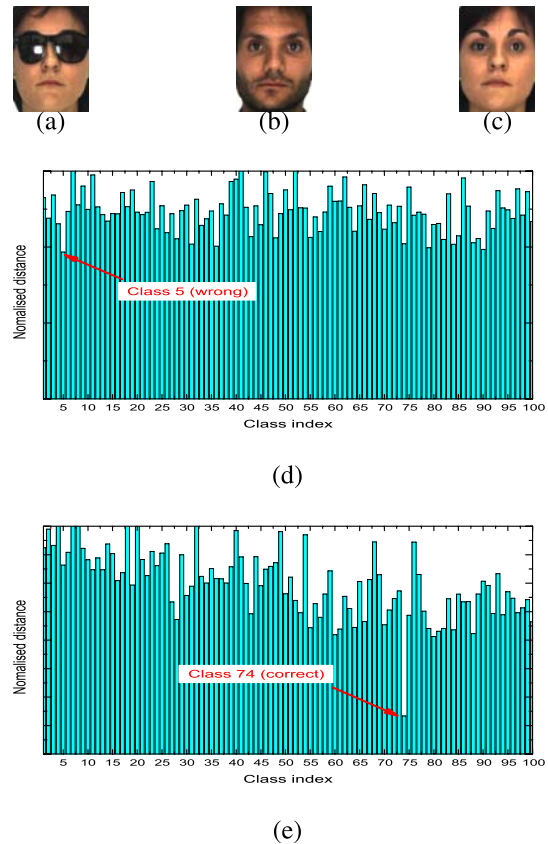 (a) (b) (c)
Nomalised distance
Class 5 (wrong)
5 10 15 20 25 30 35 40 45 50 55 60 65 70 75 80 85 90 95 100
Class index
(d)
Nomalised distance
Class 74 (correct)
5 10 15 20 25 30 35 40 45 50 55 60 65 70 75 80 85 90 95 100
Class index
(e)